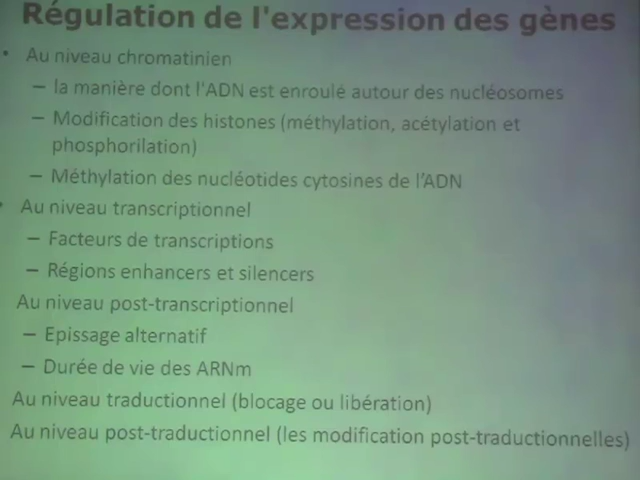 Régulation de l'expression des gènes
• Au niveau chromatinien
– la manière dont l'ADN est enroulé autour des nucléosomes
– Modification des histones (méthylation, acétylation et
phosphorilation)
– Méthylation des nucléotides cytosines de l'ADN
• Au niveau transcriptionnel
– Facteurs de transcriptions
– Régions enhancers et silencers
Au niveau post-transcriptionnel
– Epissage alternatif
– Durée de vie des ARNm
Au niveau traductionnel (blocage ou libération)
Au niveau post-traductionnel (les modification post-traductionnelles)